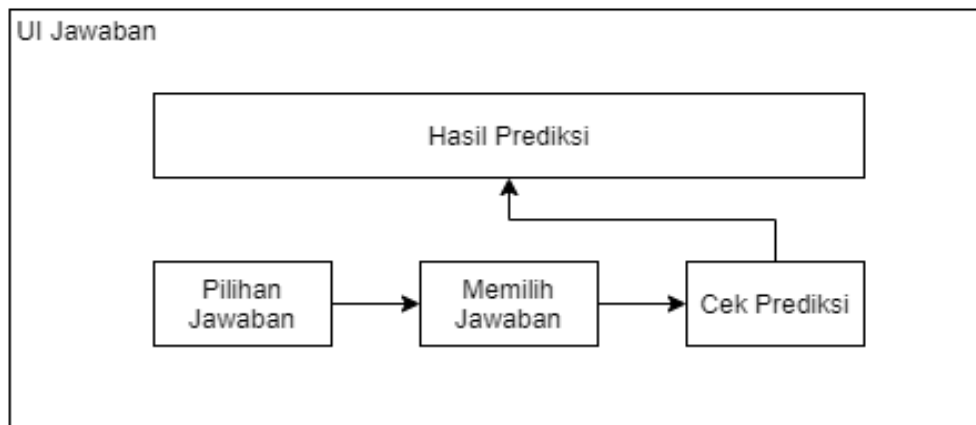 UI Jawaban
Hasil Prediksi
Pilihan
Jawaban
Memilih
Jawaban
Cek Prediksi